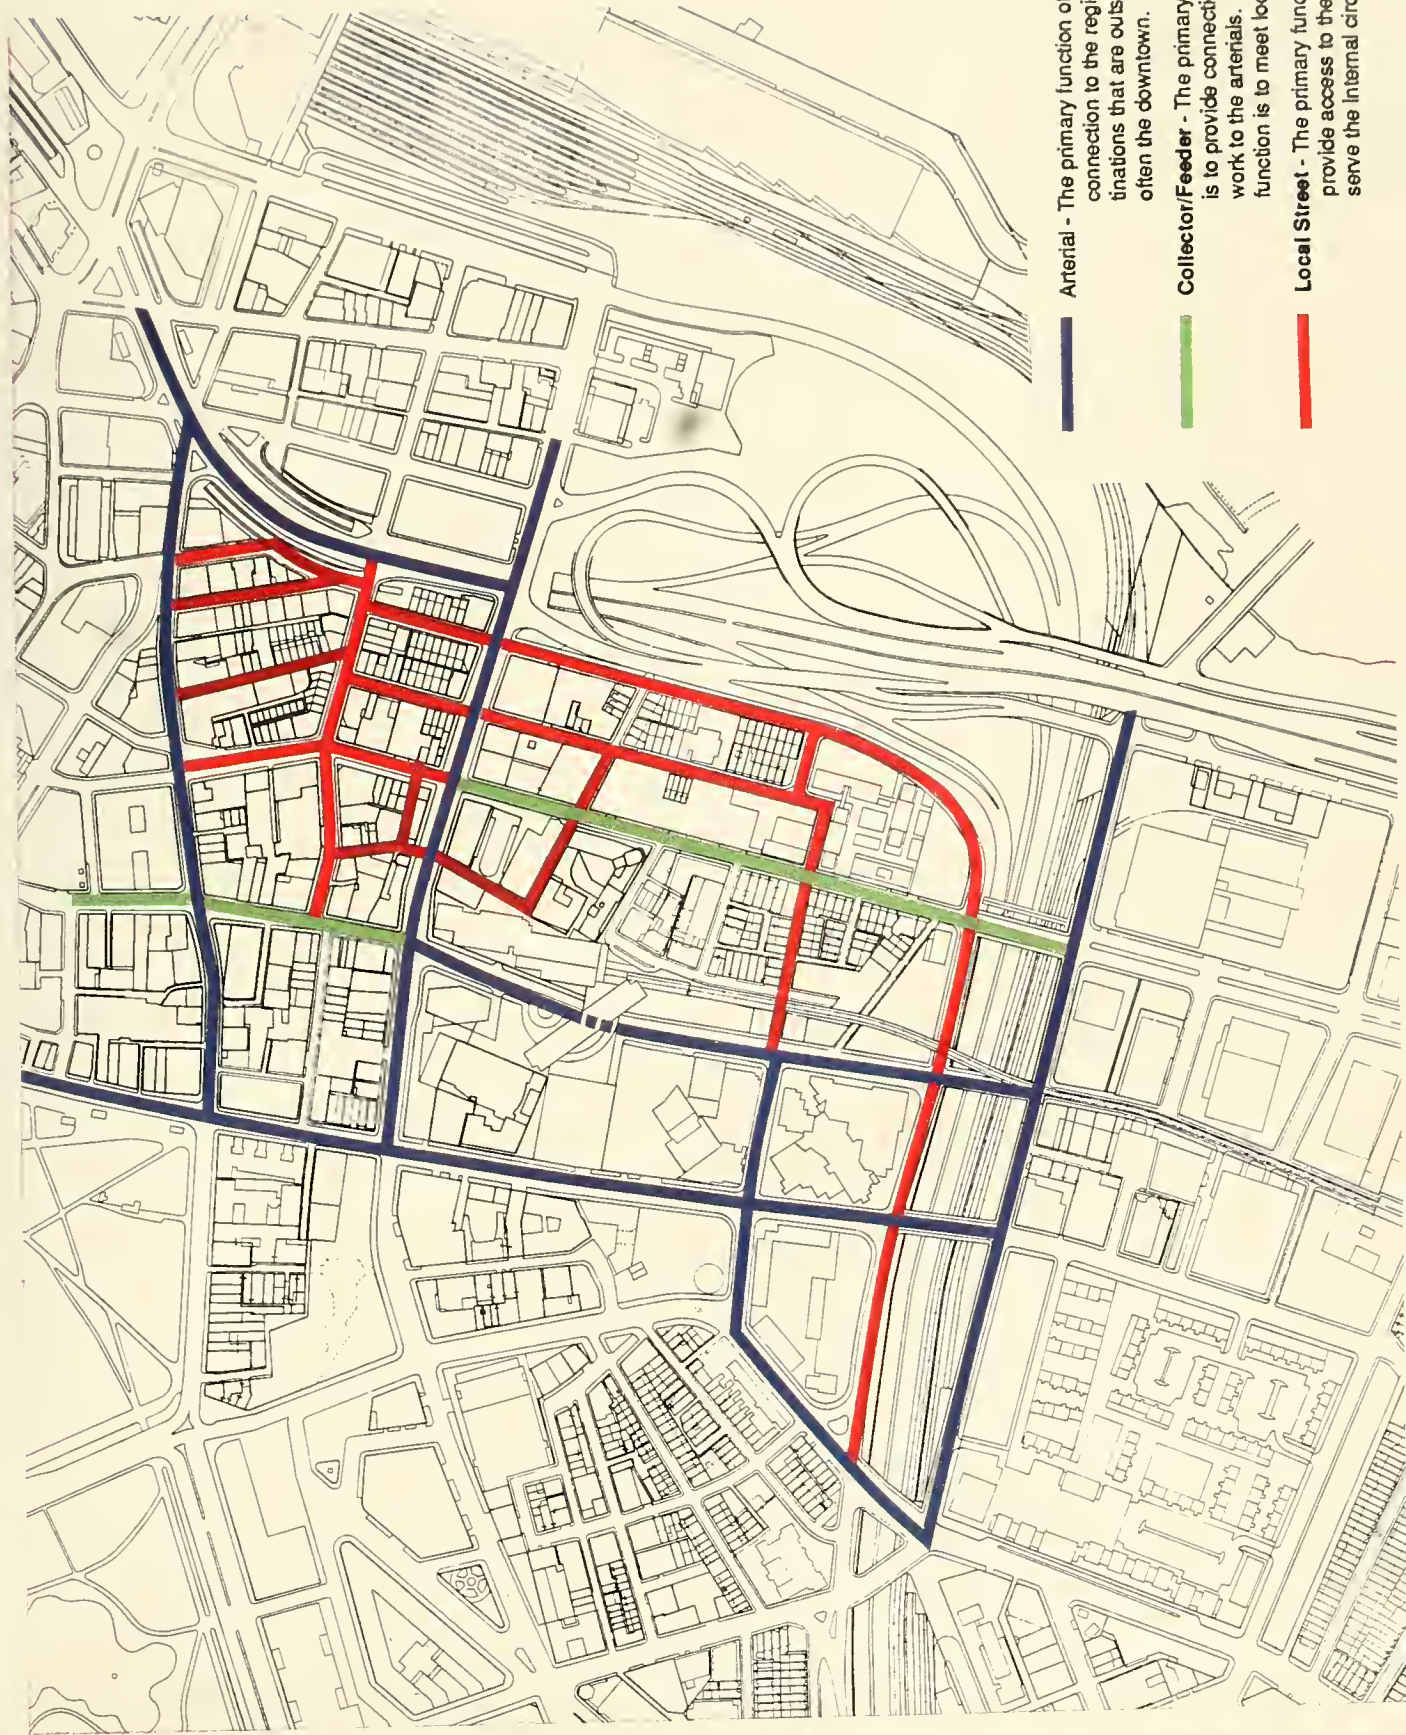 Arterial - The primary function o
connection to the regi
tinations that are outs
often the downtown.
Collector/Feeder - The primary
is to provide connecti
work to the arterials.
function is to meet loc
Local Street - The primary func
provide access to the
serve the Internal circ